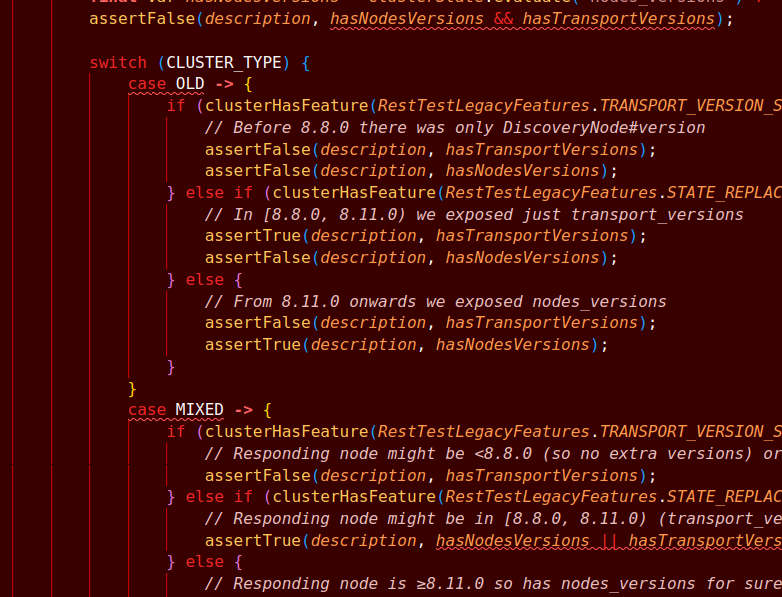 assertFalse(description, hasNodesVersions && hasTransportVersions);
switch (CLUSTER_TYPE) {
case OLD -> {
if (clusterHasFeature(RestTestLegacyFeatures.TRANSPORT_VERSION_S
// Before 8.8.0 there was only DiscoveryNode#version
assertFalse(description, hasTransportVersions);
assertFalse(description, hasNodesVersions);
} else if (clusterHasFeature(RestTestLegacyFeatures.STATE_REPLAC
// In [8.8.0, 8.11.0) we exposed just transport_versions
assertTrue(description, hasTransportVersions);
assertFalse(description, hasNodesVersions);
} else {
// From 8.11.0 onwards we exposed nodes_versions
assertFalse(description, hasTransportVersions);
assertTrue(description, hasNodesVersions);
}
}
case MIXED -> {
if (clusterHasFeature(RestTestLegacyFeatures.TRANSPORT_VERSION_S
// Responding node might be <8.8.0 (so no extra versions) or
assertFalse(description, hasTransportVersions);
} else if (clusterHasFeature(RestTestLegacyFeatures.STATE_REPLAC
// Responding node might be in [8.8.0, 8.11.0) (transport_ve
assertTrue(description, hasNodesVersions || hasTransportVers
} else {
// Responding node is ≥8.11.0 so has nodes_versions for sure